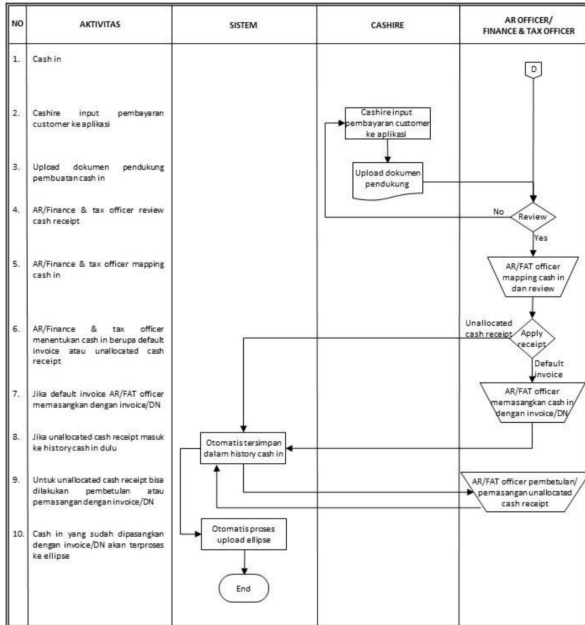 NO
AKTIVITAS
SISTEM
CASHIRE
AR OFFICER/
FINANCE & TAX OFFICER
1. Cash in
D
2. Cashire input pembayaran
customer ke aplikasi
Cashire input
pembayaran customer
ke aplikasi
3. Upload dokumen pendukung
pembuatan cash in
Upload dokumen
pendukung
4. AR/Finance & tax officer review
cash receipt
No
Review
Yes
5. AR/Finance & tax officer mapping
cash in
AR/FAT officer
mapping cash in
dan review
6. AR/Finance & tax officer
menentukan cash in berupa default
invoice atau unallocated cash
receipt
Unallocated
cash receipt
Apply
receipt
Default
invoice
7. Jika default invoice AR/FAT officer
memasangkan dengan invoice/DN
AR/FAT officer
memasangkan cash in
dengan invoice/DN
8. Jika unallocated cash receipt masuk
ke history cash in dulu
Otomatis tersimpan
dalam history cash in
9. Untuk unallocated cash receipt bisa
dilakukan pembetulan atau
pemasangan dengan invoice/DN
AR/FAT officer pembetulan/
pemasangan unallocated
cash receipt
10. Cash in yang sudah dipasangkan
dengan invoice/DN akan terproses
ke ellipse
Otomatis proses
upload ellipse
End